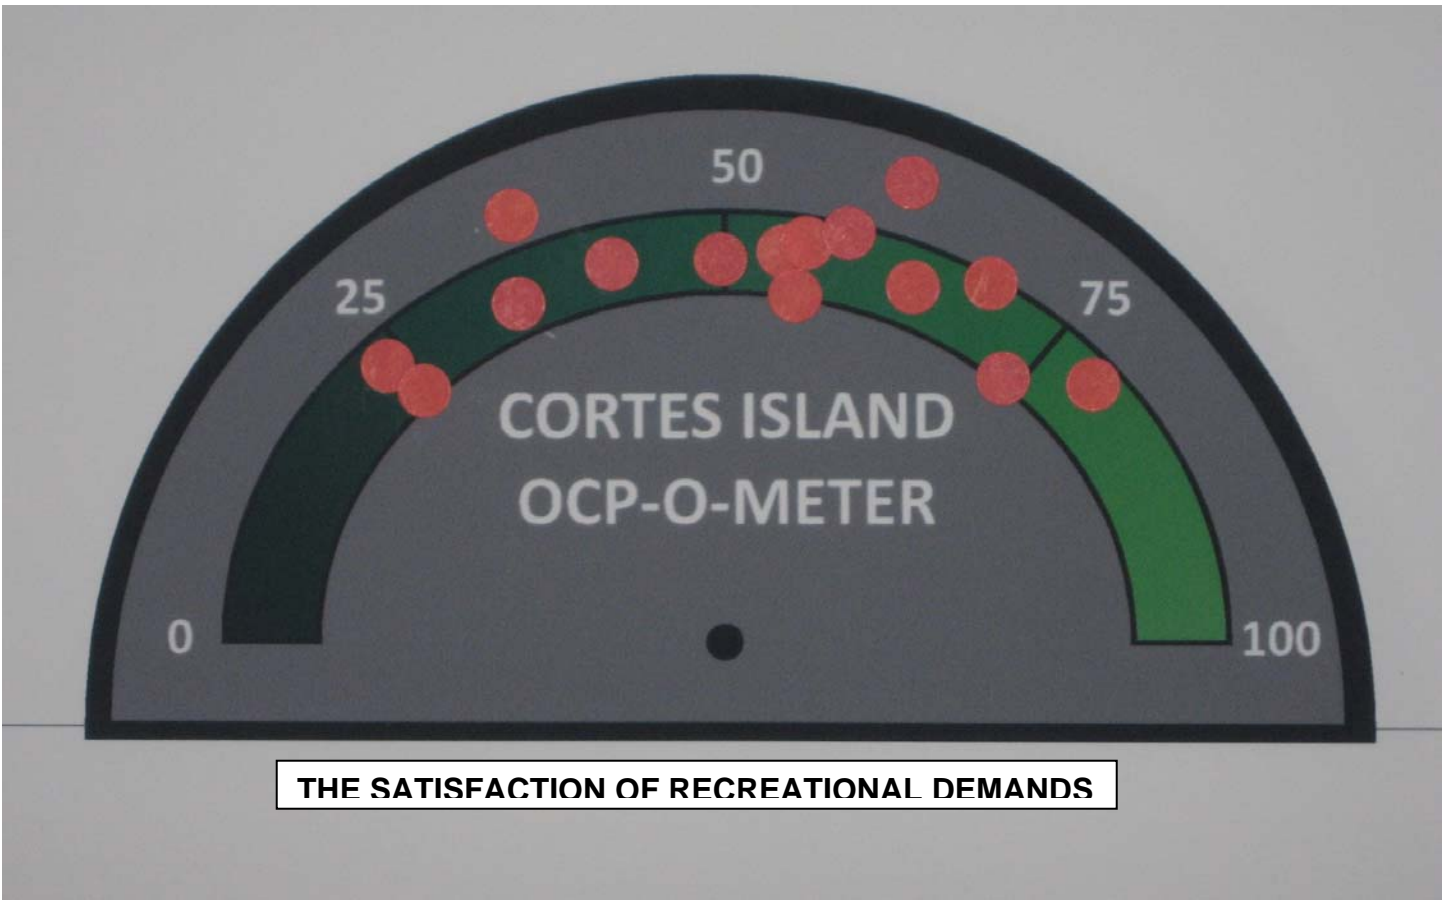 50
25
75
CORTES ISLAND
OCP-O-METER
0
100
THE SATISFACTION OF RECREATIONAL DEMANDS